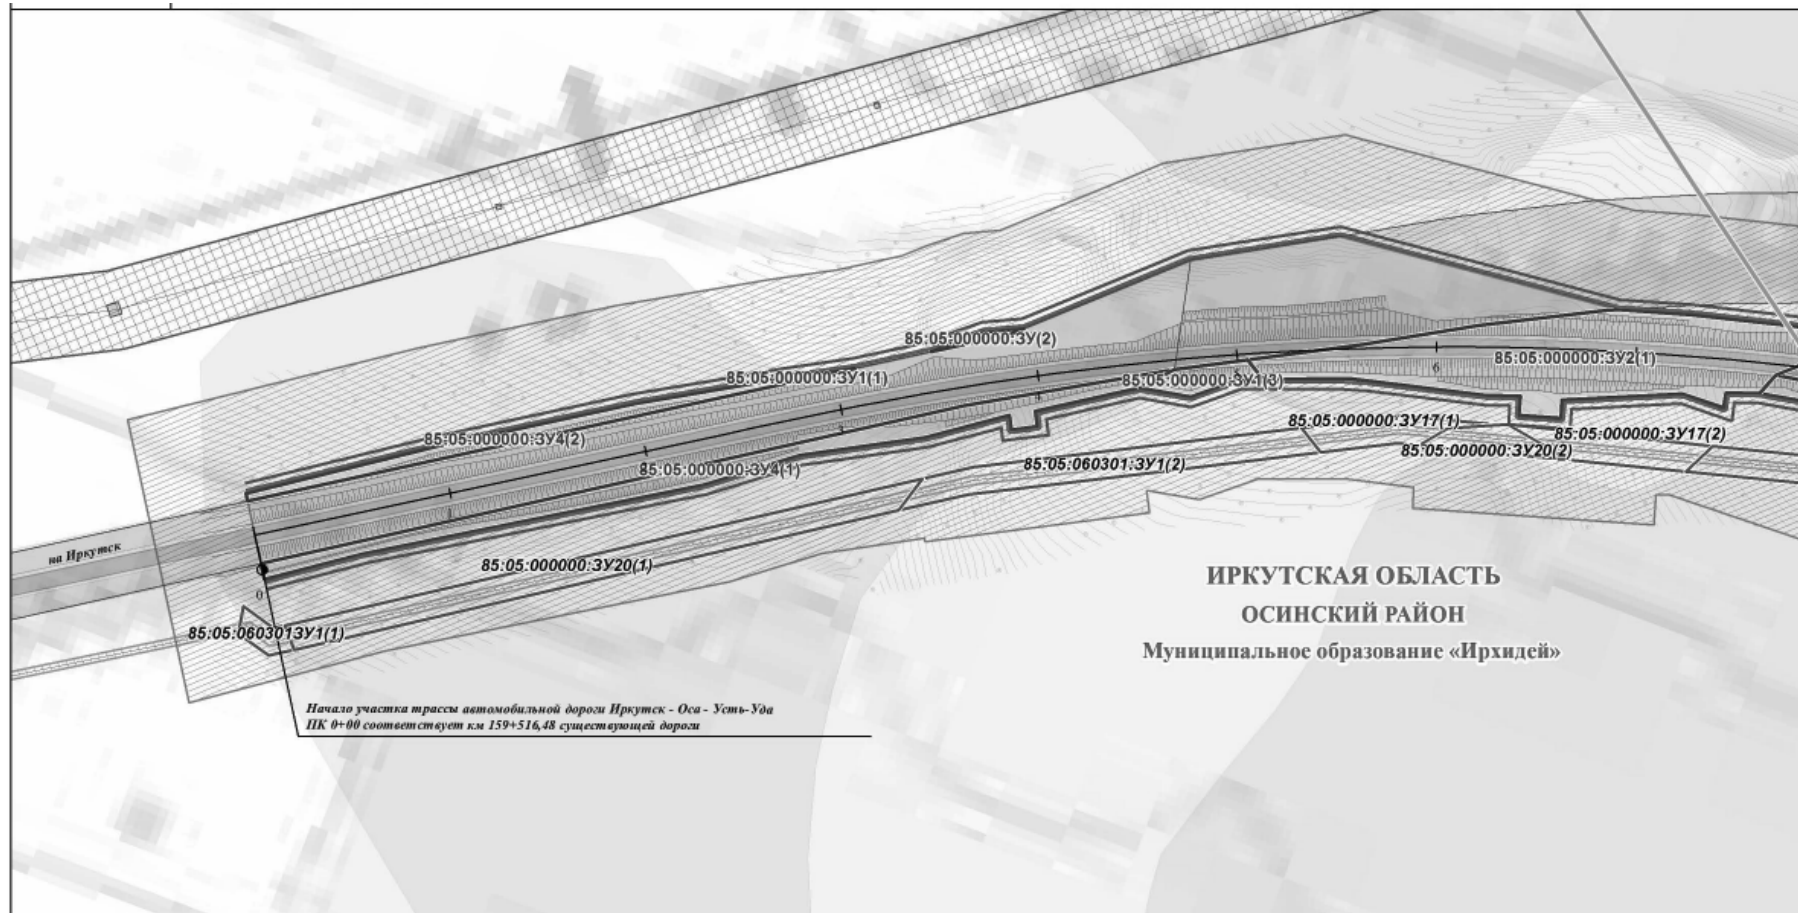 85:05:000000:ЗУ(2)
85:05:000000:ЗУ1(1)
85:05:000000:ЗУ1(3)
85:05:000000:ЗУ2(1)
6
85:05:000000:ЗУ4(2)
85:05:000000:ЗУ4(1)
85:05:000000:ЗУ17(1)
85:05:000000:ЗУ17(2)
85:05:000000:ЗУ20(2)
85:05:060301:ЗУ1(2)
на Иркутск
85:05:000000:ЗУ20(1)
0
85:05:060301ЗУ1(1)
ИРКУТСКАЯ ОБЛАСТЬ
ОСИНСКИЙ РАЙОН
Муниципальное образование «Ирхидей»
Начало участка трассы автомобильной дороги Иркутск - Оса - Усть-Уда
ПК 0+00 соответствует км 159+516,48 существующей дороги